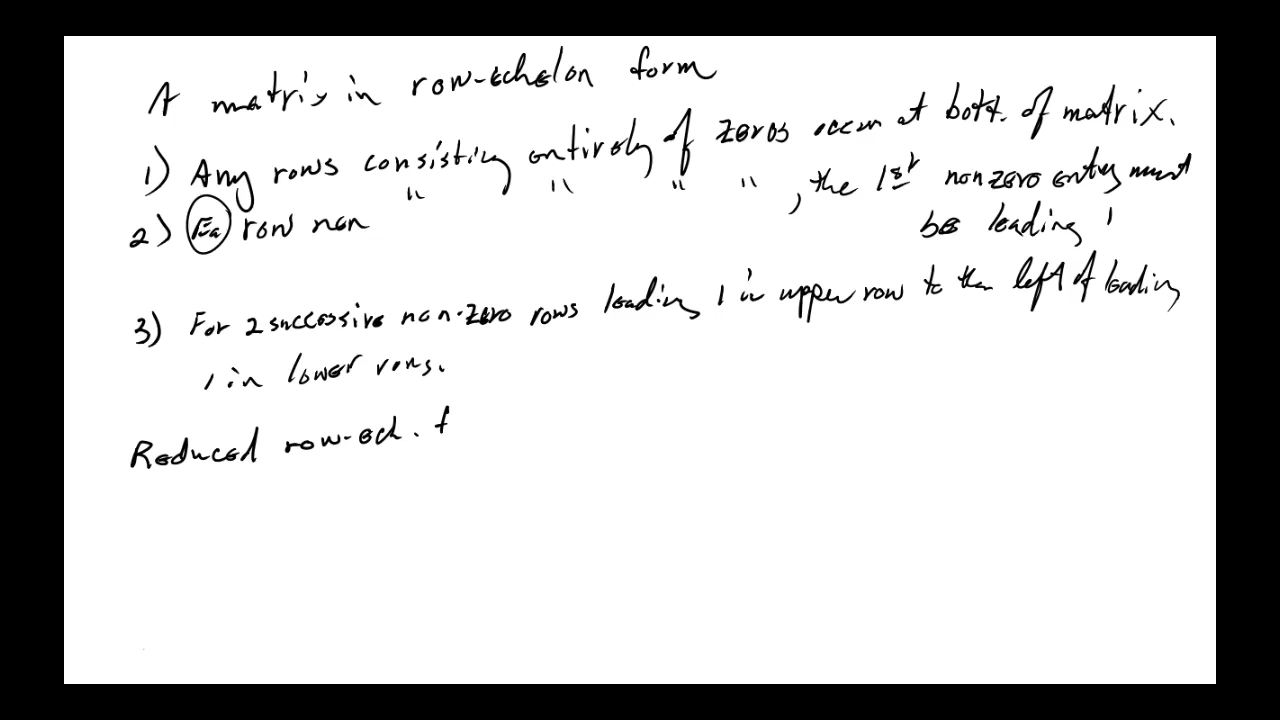 A matrix in row-echelon form
1) Any rows consisting entirely of zeros occur at bott. of matrix.
2) Ea row non " " " " , the 1st nonzero entry must
be leading 1
3) For 2 successive non-zero rows leading 1 in upper row to the left of leading
1 in lower rows.
Reduced row-ech. f